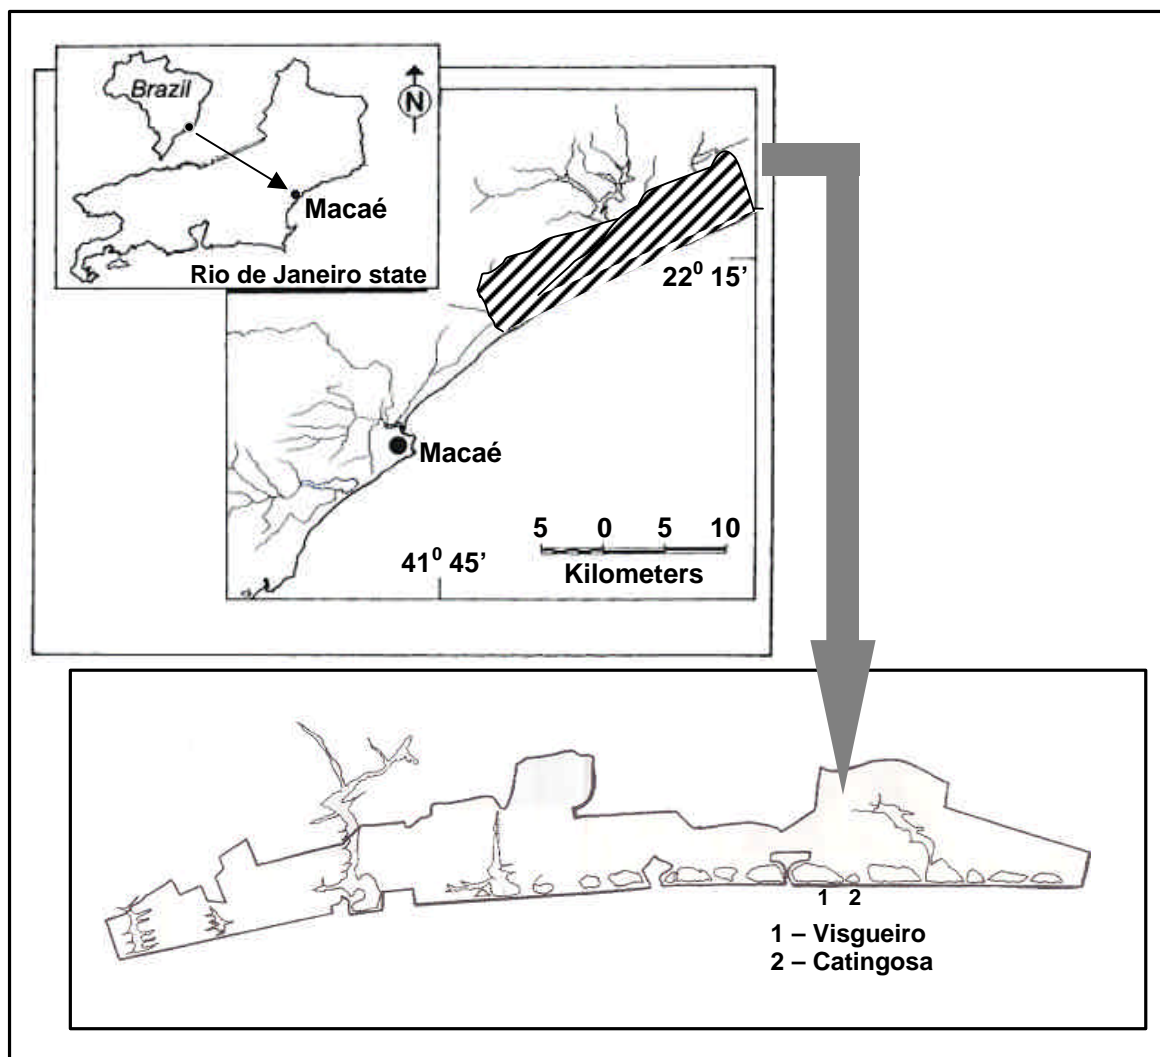 Brazil
N
Macaé
Rio de Janeiro state
22⁰ 15’
Macaé
5 0 5 10
41⁰ 45’
Kilometers
1 2
1 – Visgueiro
2 – Catingosa